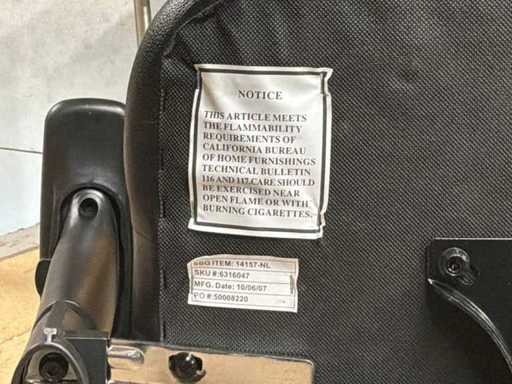 NOTICE
THIS ARTICLE MEETS
THE FLAMMABILITY
REQUIREMENTS OF
CALIFORNIA BUREAU
OF HOME FURNISHINGS
TECHNICAL BULLETIN
116 AND 117.CARE SHOULD
BE EXERCISED NEAR
OPEN FLAME OR WITH
BURNING CIGARETTES.
BBG ITEM: 14157-NL
SKU #:6316047
MFG. Date: 10/06/07
PO #:50008220